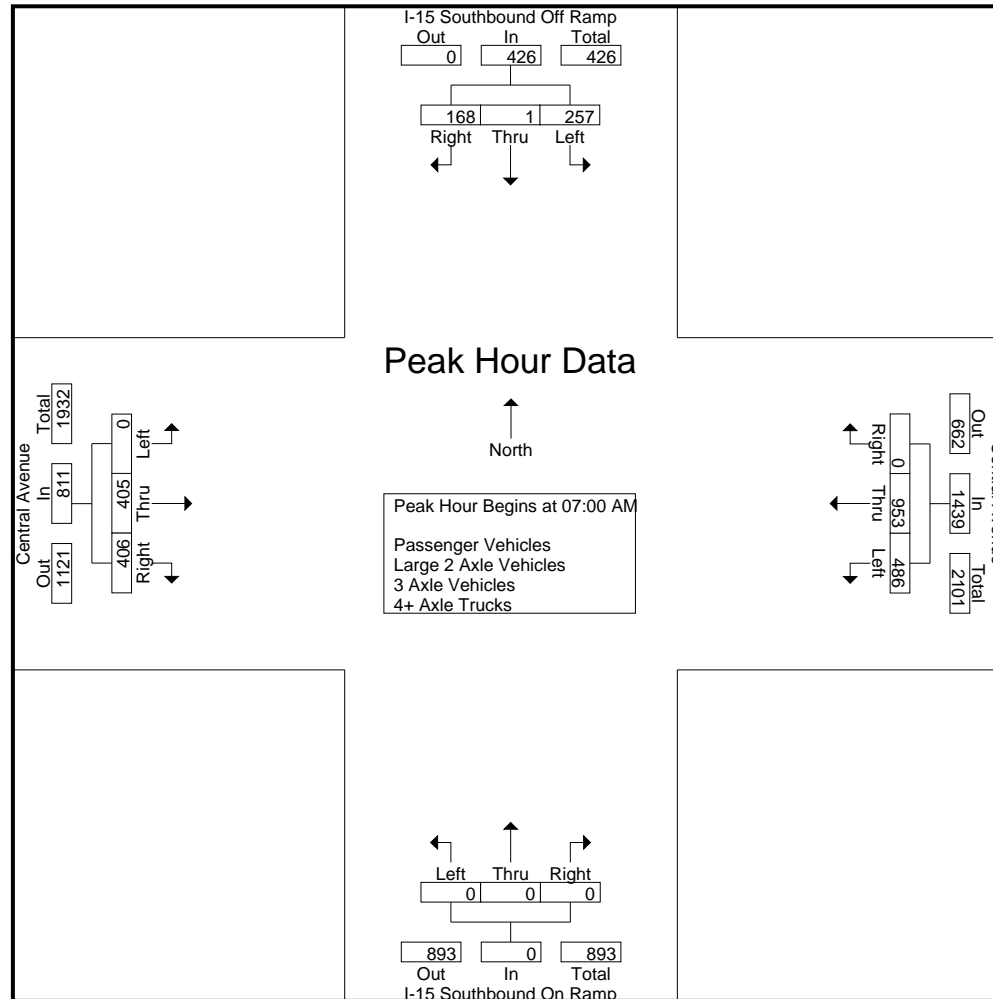 I-15 Southbound Off Ramp
Out In Total
0 426 426
168 1 257
Right Thru Left
Peak Hour Data
North
Peak Hour Begins at 07:00 AM
Passenger Vehicles
Large 2 Axle Vehicles
3 Axle Vehicles
4+ Axle Trucks
Central Avenue
Out In Total
1121 811 1932
406 405 0
Right Thru Left
Out In Total
662 1439 2101
0 953 486
Right Thru Left
Left Thru Right
0 0 0
893 0 893
Out In Total
I-15 Southbound On Ramp